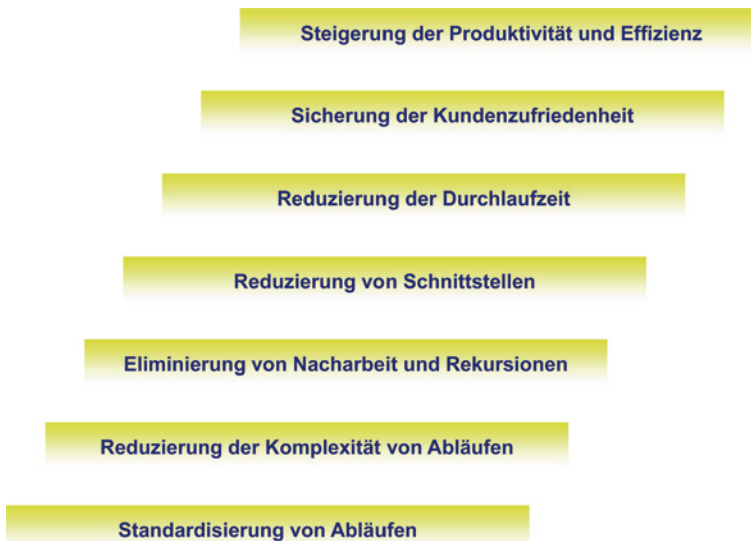 Steigerung der Produktivität und Effizienz
Sicherung der Kundenzufriedenheit
Reduzierung der Durchlaufzeit
Reduzierung von Schnittstellen
Eliminierung von Nacharbeit und Rekursionen
Reduzierung der Komplexität von Abläufen
Standardisierung von Abläufen